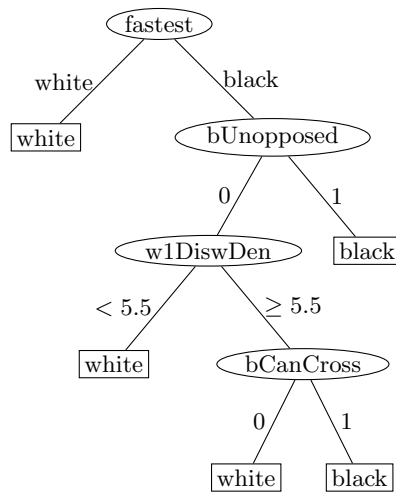 fastest
white black
white bUnopposed
0 1
w1DiswDen black
< 5.5 ≥ 5.5
white bCanCross
0 1
white black